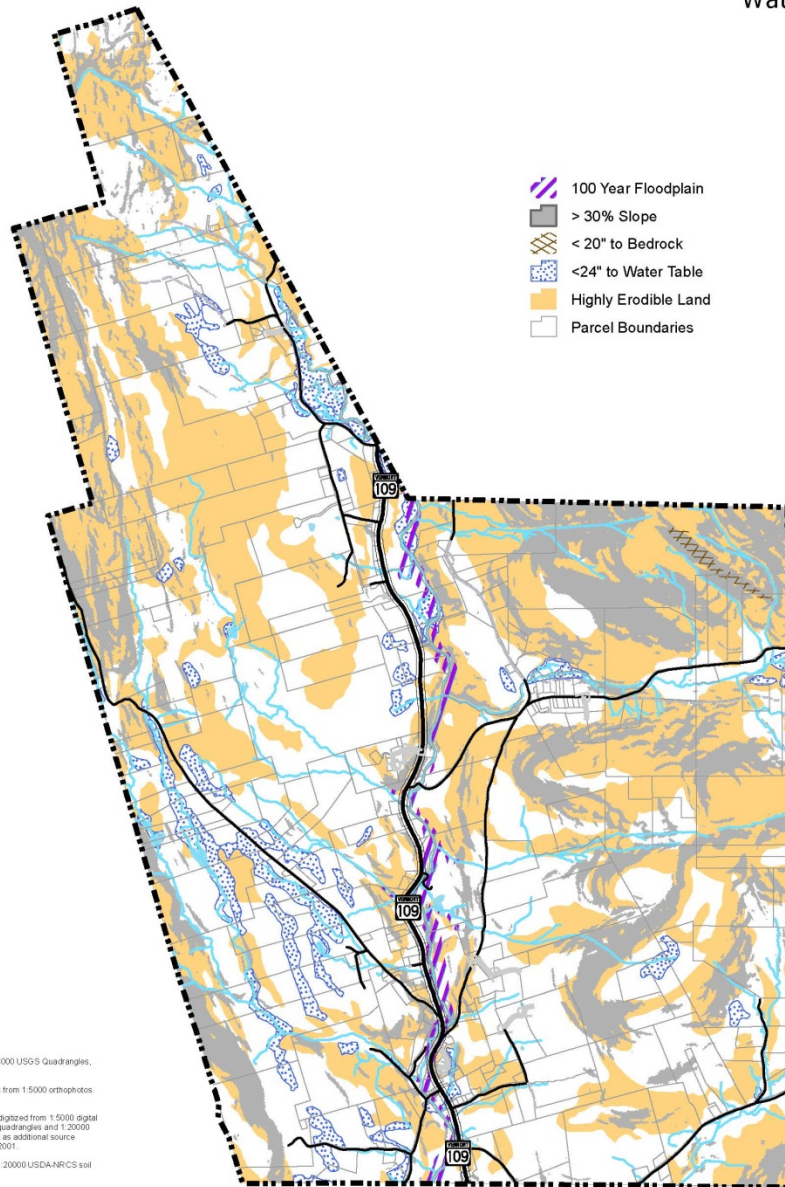 Wat
100 Year Floodplain
> 30% Slope
< 20" to Bedrock
<24" to Water Table
Highly Erodible Land
Parcel Boundaries
VERMONT
109
VERMONT
109
VERMONT
109
000 USGS Quadrangles,
from 1:5000 orthophotos
digitized from 1:5000 digital
quadrangles and 1:20000
as additional source
2001.
:20000 USDA-NRCS soil